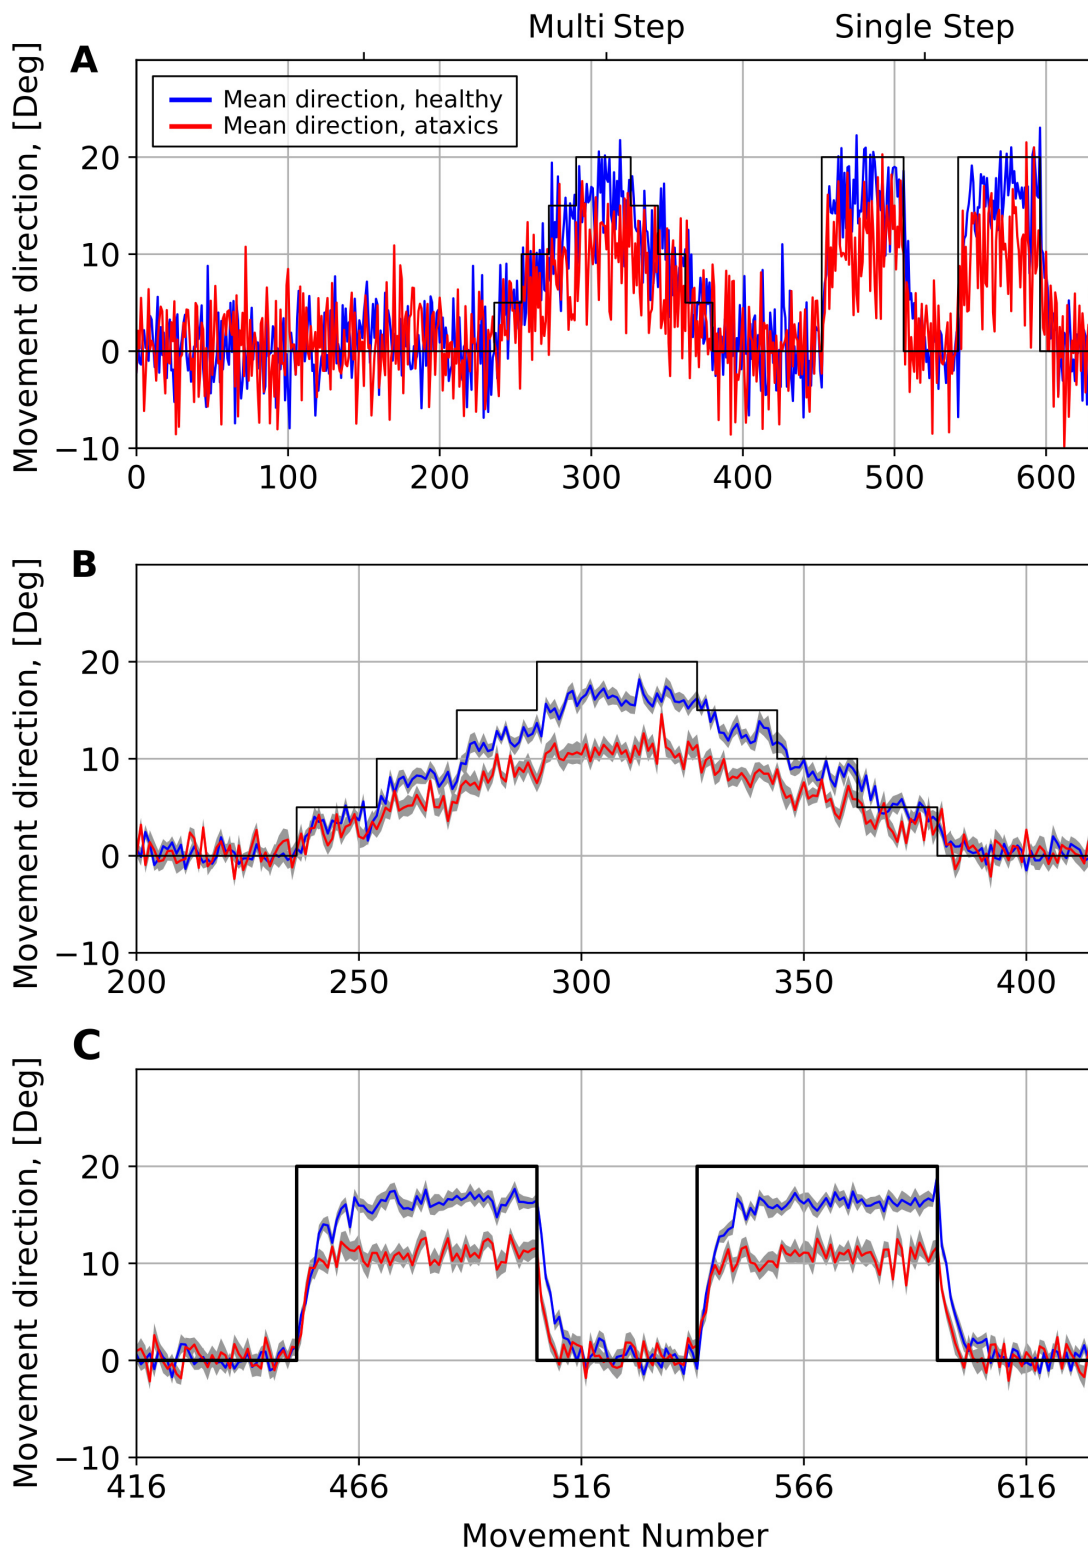 Multi Step Single Step
A
Movement direction, [Deg]
Mean direction, healthy
Mean direction, ataxics
20
10
0
−10
0 100 200 300 400 500 600
B
Movement direction, [Deg]
20
10
0
−10
200 250 300 350 400
C
Movement direction, [Deg]
20
10
0
−10
416 466 516 566 616
Movement Number